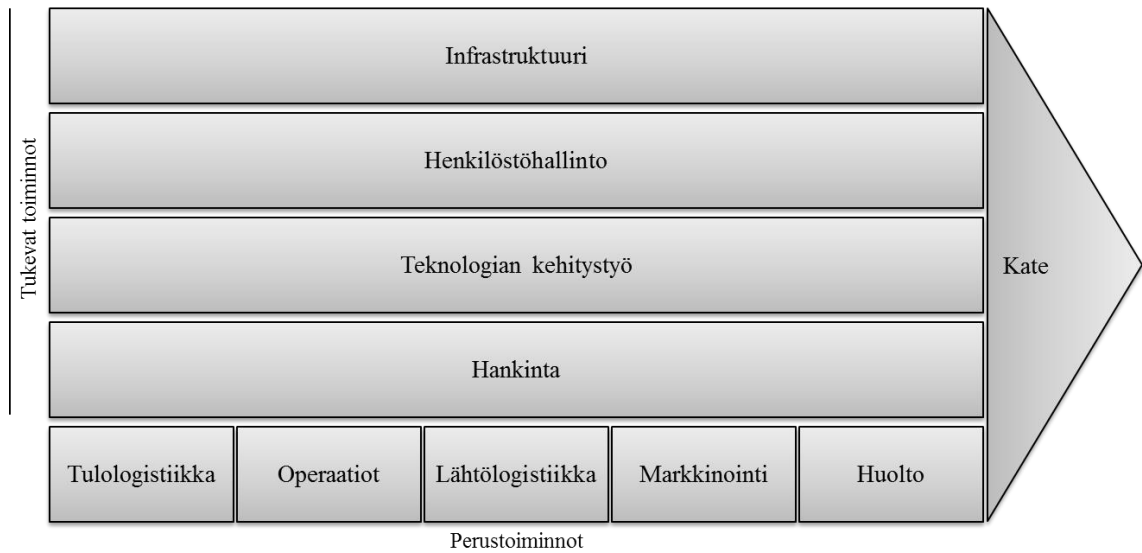 Tukevat toiminnot
Infrastruktuuri
Henkilöstöhallinto
Teknologian kehitystyö
Hankinta
Kate
Tulologistiikka
Operaatiot
Lähtölogistiikka
Markkinointi
Huolto
Perustoiminnot